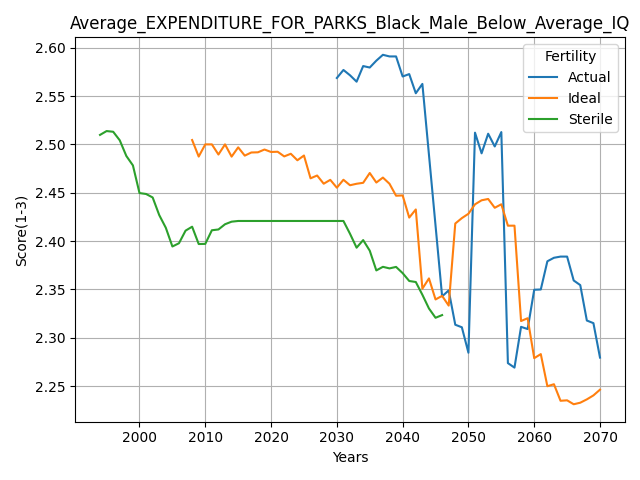 Average_EXPENDITURE_FOR_PARKS_Black_Male_Below_Average_IQ
2.60
2.55
2.50
2.45
2.40
2.35
2.30
2.25
Score(1-3)
Fertility
Actual
Ideal
Sterile
2000 2010 2020 2030 2040 2050 2060 2070
Years